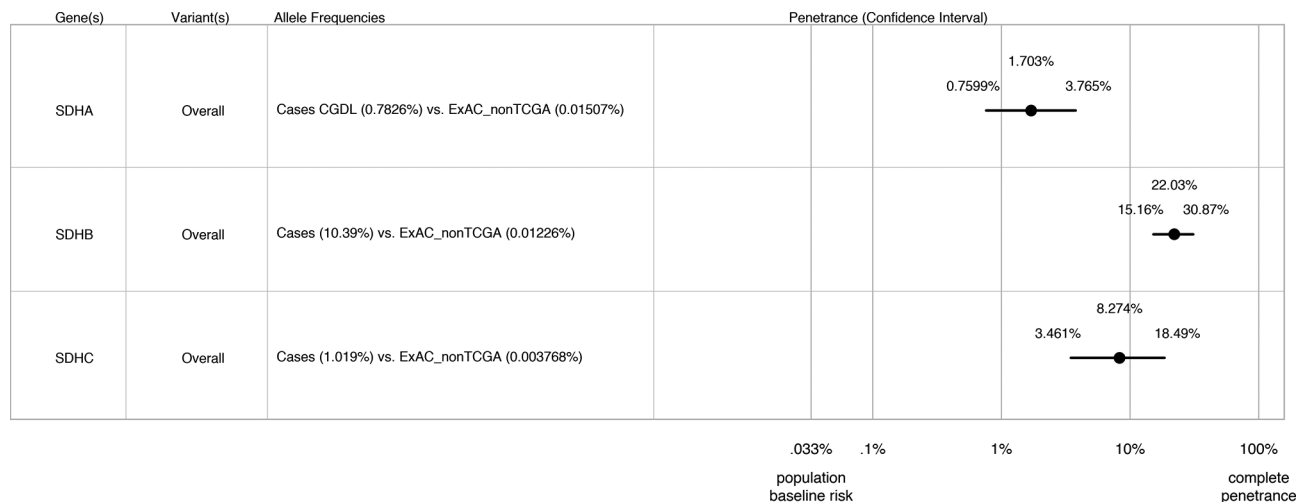 Gene(s) Variant(s) Allele Frequencies Penetrance (Confidence Interval)
1.703%
0.7599% 3.765%
SDHA Overall Cases CGDL (0.7826%) vs. ExAC_nonTCGA (0.01507%)
22.03%
15.16% 30.87%
SDHB Overall Cases (10.39%) vs. ExAC_nonTCGA (0.01226%)
8.274%
3.461% 18.49%
SDHC Overall Cases (1.019%) vs. ExAC_nonTCGA (0.003768%)
.033% .1% 1% 10% 100%
population complete
baseline risk penetrance